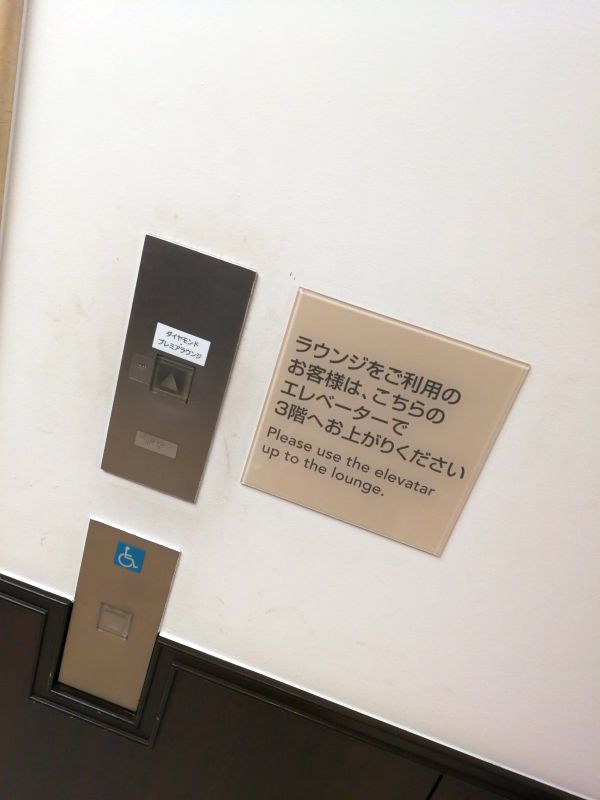 ダイヤモンド
プレミアラウンジ
ラウンジをご利用の
お客様は、こちらの
エレベーターで
3階へお上がりください
Please use the elevatar
up to the lounge.